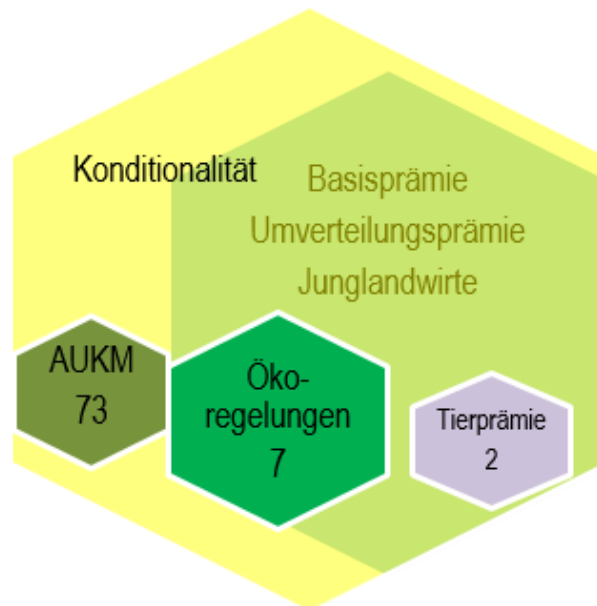 Konditionalität
Basisprämie
Umverteilungsprämie
Junglandwirte
AUKM
73
Öko-
regelungen
7
Tierprämie
2